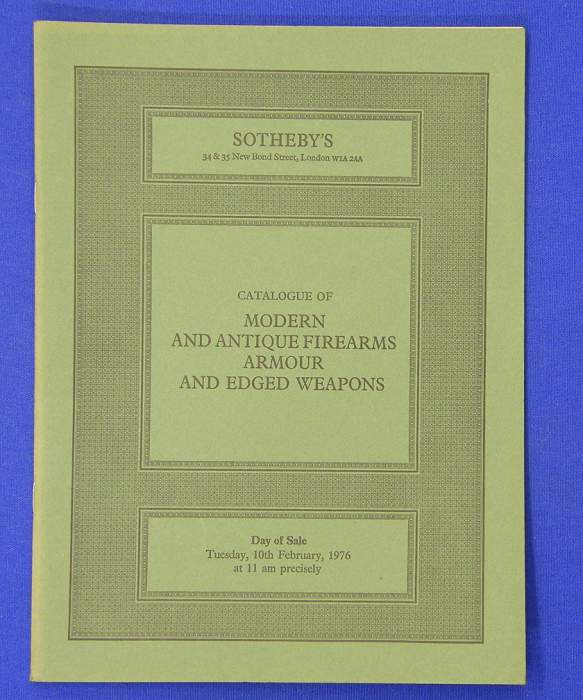 SOTHEBY'S
34 & 35 New Bond Street, London W1A 2AA
CATALOGUE OF
MODERN
AND ANTIQUE FIREARMS
ARMOUR
AND EDGED WEAPONS
Day of Sale
Tuesday, 10th February, 1976
at 11 am precisely